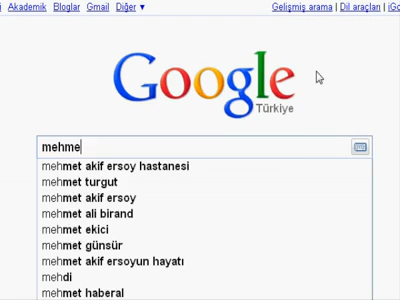 Akademik Bloglar Gmail Diğer ▼ Gelişmiş arama | Dil araçları | iGo
Google
Türkiye
mehme
mehmet akif ersoy hastanesi
mehmet turgut
mehmet akif ersoy
mehmet ali birand
mehmet ekici
mehmet günsür
mehmet akif ersoyun hayatı
mehdi
mehmet haberal